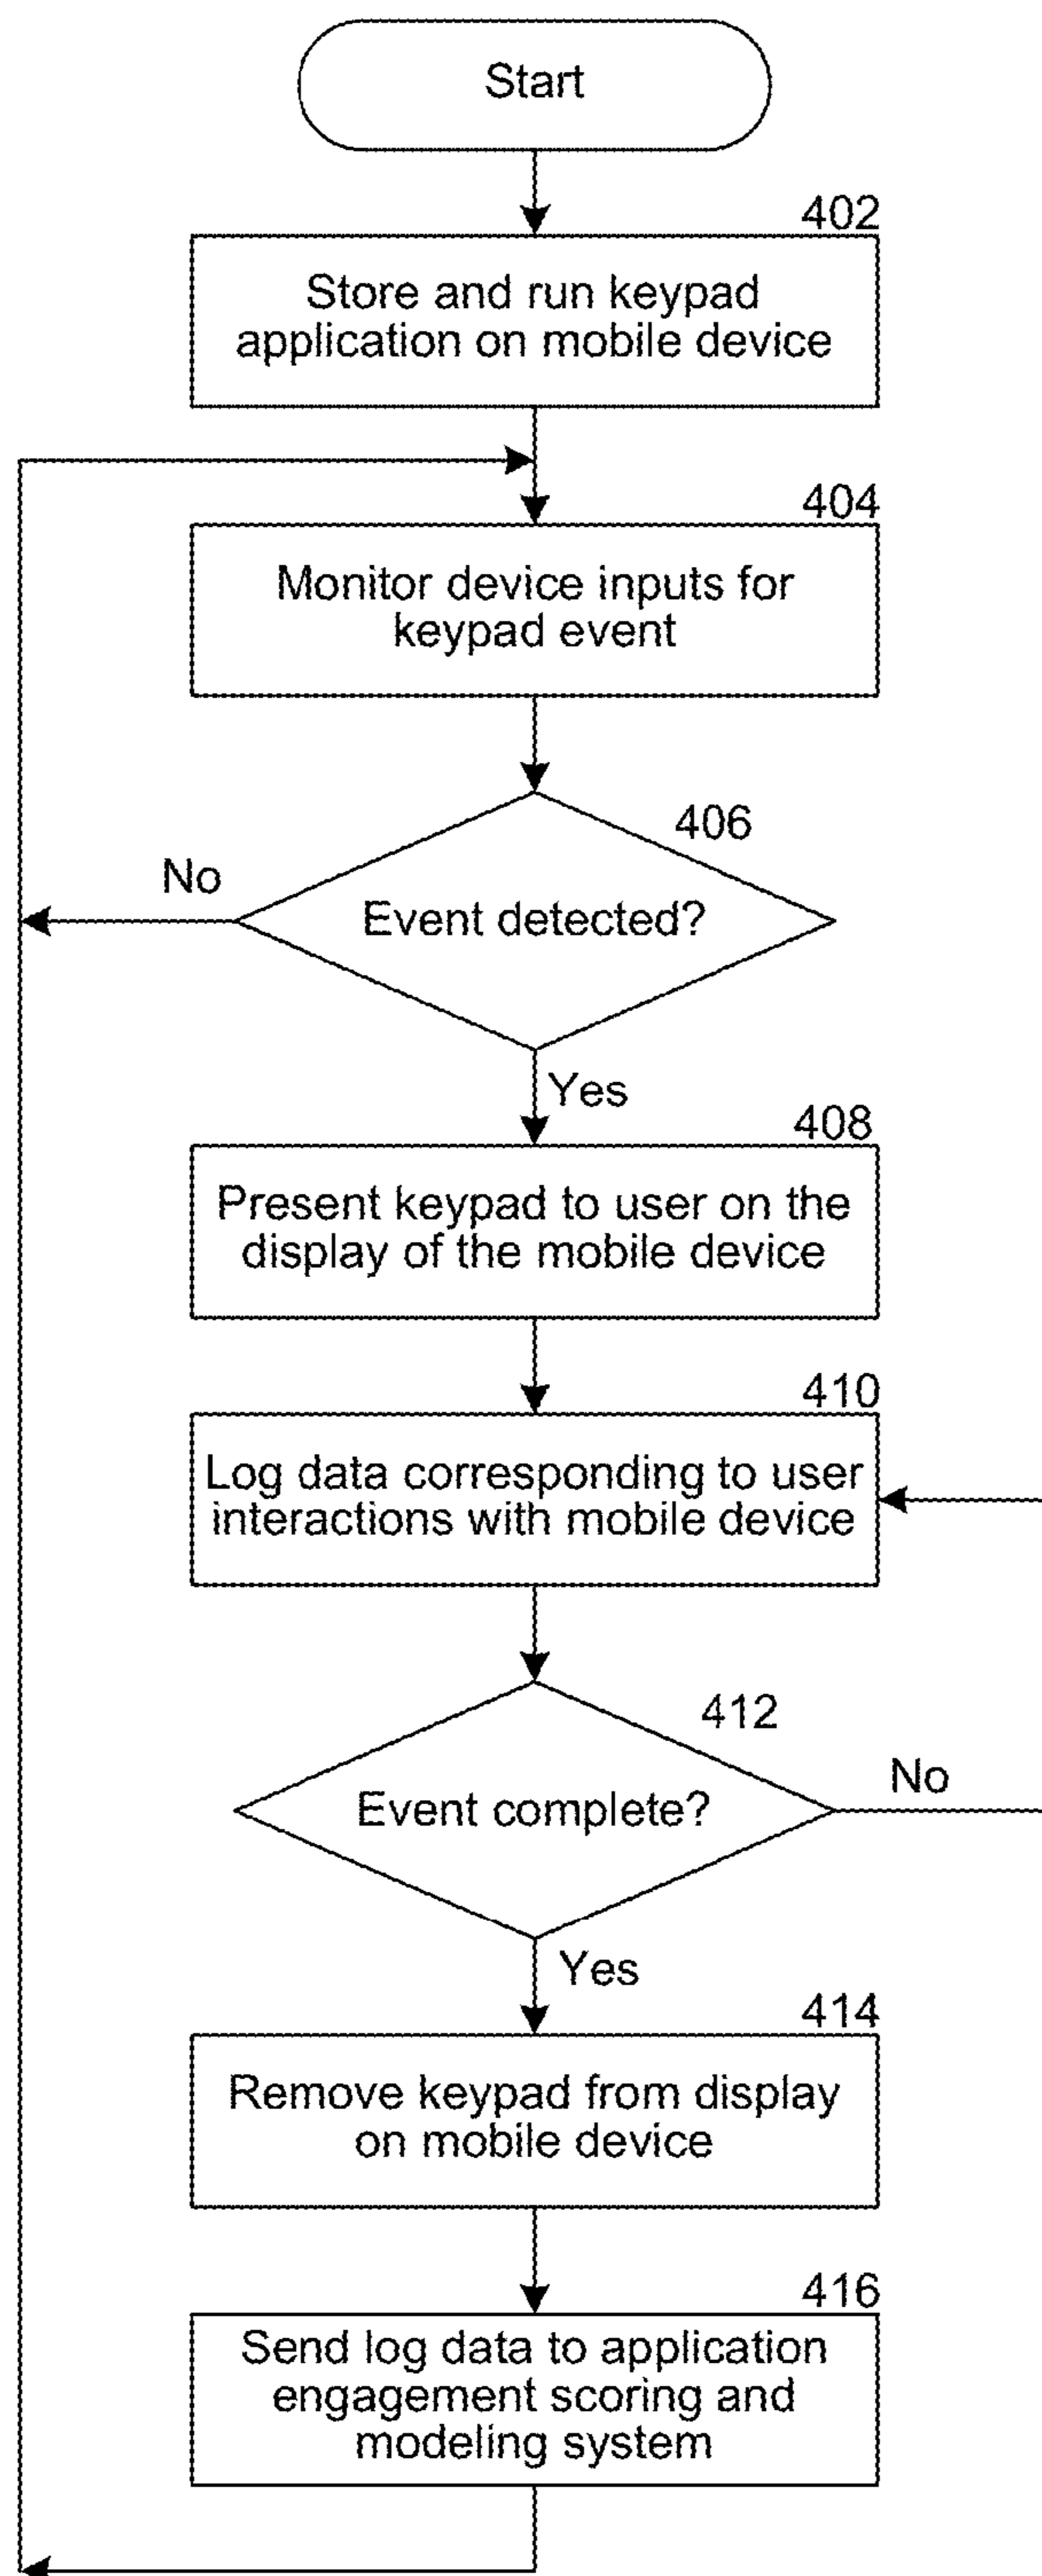 Start
402
Store and run keypad
application on mobile device
404
Monitor device inputs for
keypad event
406
No
Event detected?
Yes
408
Present keypad to user on the
display of the mobile device
410
Log data corresponding to user
interactions with mobile device
412
No
Event complete?
Yes
414
Remove keypad from display
on mobile device
416
Send log data to application
engagement scoring and
modeling system